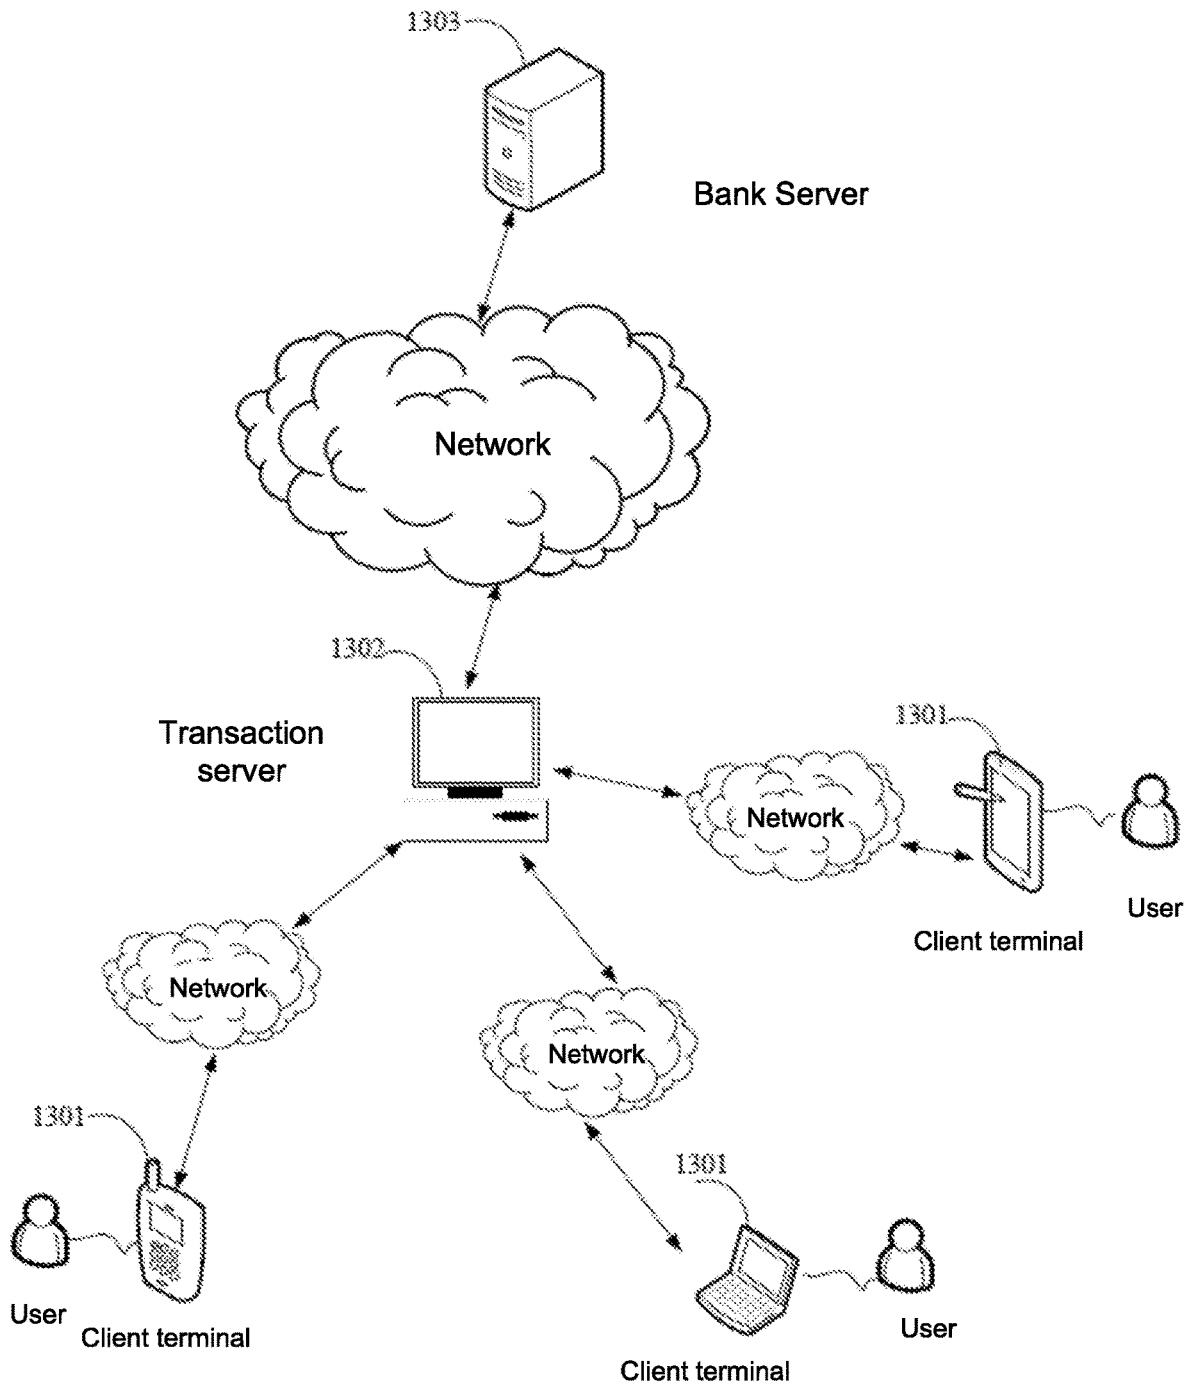 1303
Bank Server
Network
1302
Transaction
server
1301
Network
User
Client terminal
Network
Network
1301
1301
User
Client terminal
User
Client terminal